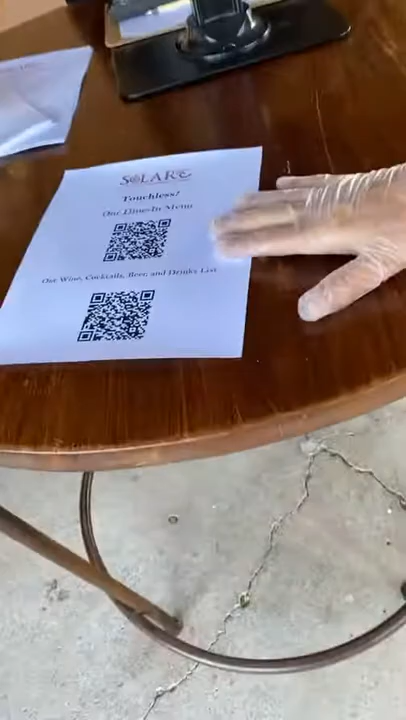 SOLARE
Touchless?
Our Dine-In Menu
Our Wine, Cocktails, Beer, and Drinks List